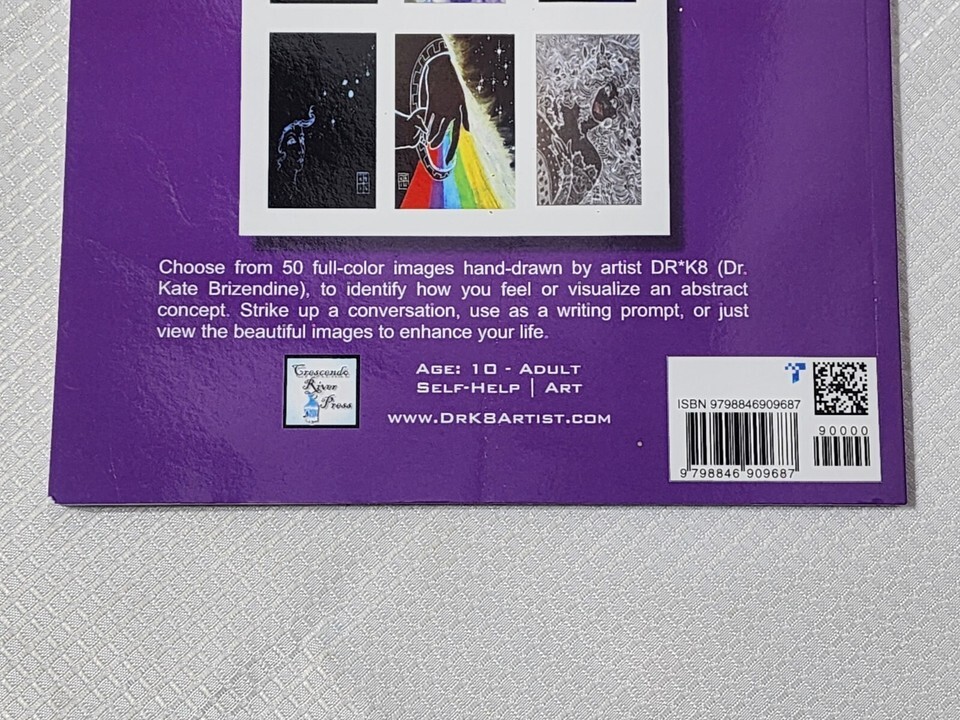 Choose from 50 full-color images hand-drawn by artist DR*K8 (Dr.
Kate Brizendine), to identify how you feel or visualize an abstract
concept. Strike up a conversation, use as a writing prompt, or just
view the beautiful images to enhance your life.
Crescendo
River
Press
Age: 10 - Adult
Self-Help | Art
www.DrK8Artist.com
ISBN 9798846909687
90000
9 798846 909687